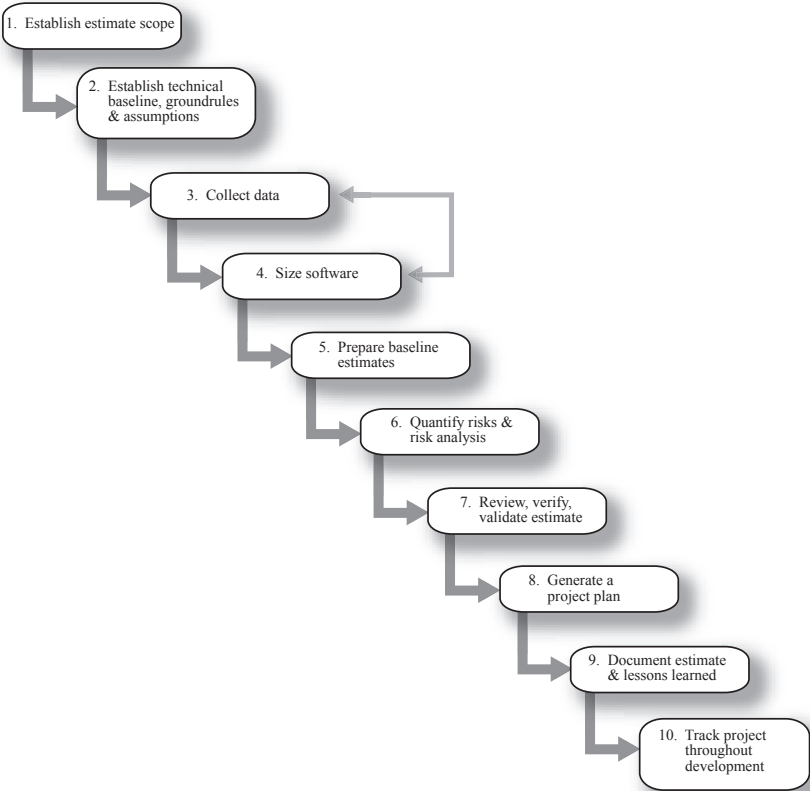 1. Establish estimate scope
2. Establish technical
baseline, groundrules
& assumptions
3. Collect data
4. Size software
5. Prepare baseline
estimates
6. Quantify risks &
risk analysis
7. Review, verify,
validate estimate
8. Generate a
project plan
9. Document estimate
& lessons learned
10. Track project
throughout
development